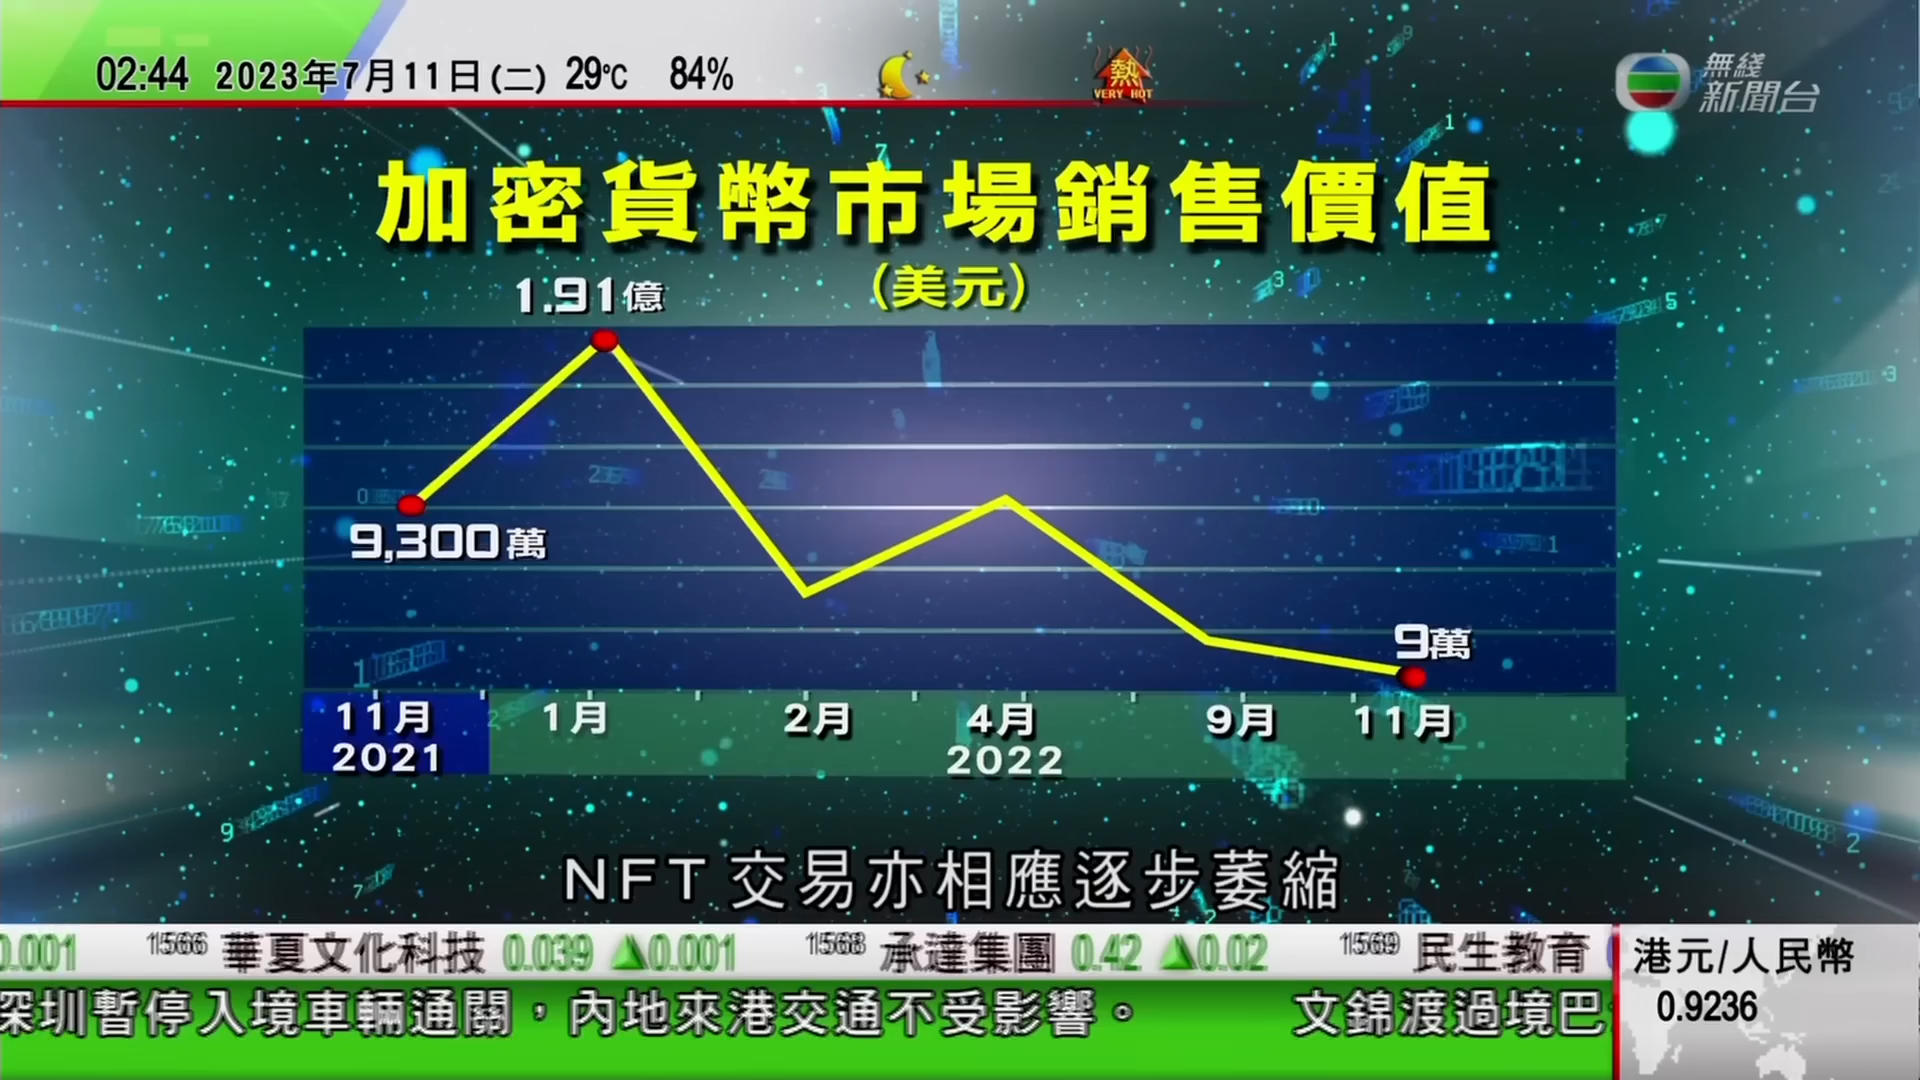 02:44 2023年7月11日(二) 29℃ 84%
熱
VERY HOT
無綫
新聞台
加密貨幣市場銷售價值
(美元)
1.91億
9,300萬
9萬
11月 1月 2月 4月 9月 11月
2021 2022
NFT 交易亦相應逐步萎縮
0.001 1566 華夏文化科技 0.039 ▲0.001 1568 承達集團 0.42 ▲0.02 1569 民生教育
深圳暫停入境車輛通關，內地來港交通不受影響。 文錦渡過境巴
港元/人民幣
0.9236